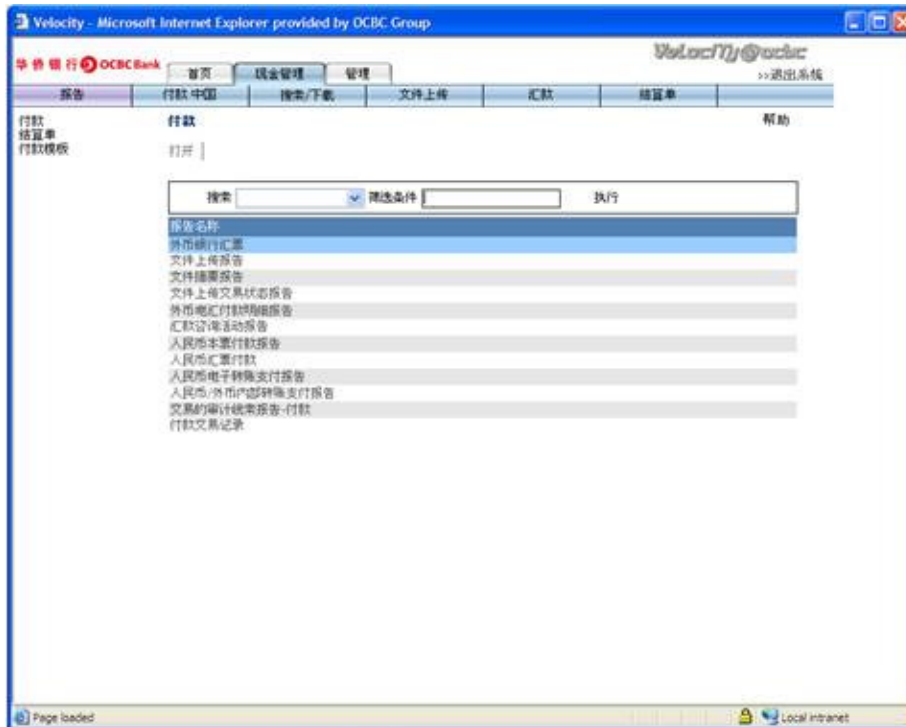 Velocity - Microsoft Internet Explorer provided by OCBC Group
华侨银行 OCBC Bank
Velocity@ocbc
首页 现金管理 管理
>>退出系统
报告 付款 中国 搜索/下载 文件上传 汇款 结算单
付款
结算单
付款模板
付款
帮助
打开
搜索 筛选条件 执行
报告名称
外币银行汇票
文件上传报告
文件摘要报告
文件上传交易状态报告
外币电汇付款明细报告
汇款咨询活动报告
人民币本票付款报告
人民币汇票付款
人民币电子转账支付报告
人民币/外币内部转账支付报告
交易的审计线索报告-付款
付款交易记录
Page loaded
Local intranet